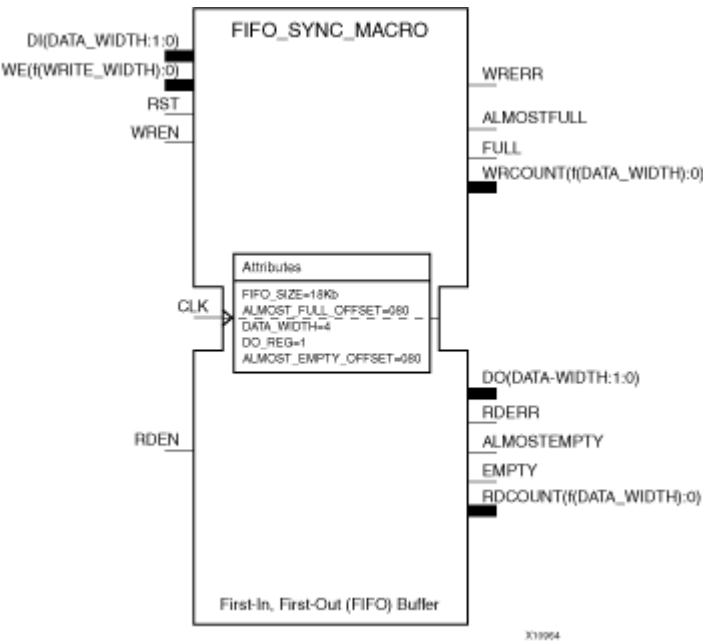 FIFO_SYNC_MACRO
DI(DATA_WIDTH:1:0)
WE(f(WRITE_WIDTH):0)
RST
WREN
WRERR
ALMOSTFULL
FULL
WRCOUNT(f(DATA_WIDTH):0)
CLK
Attributes
FIFO_SIZE=18Kb
ALMOST_FULL_OFFSET=080
DATA_WIDTH=4
DO_REG=1
ALMOST_EMPTY_OFFSET=080
RDEN
DO(DATA-WIDTH:1:0)
RDERR
ALMOSTEMPTY
EMPTY
RDCOUNT(f(DATA_WIDTH):0)
First-In, First-Out (FIFO) Buffer
X10964